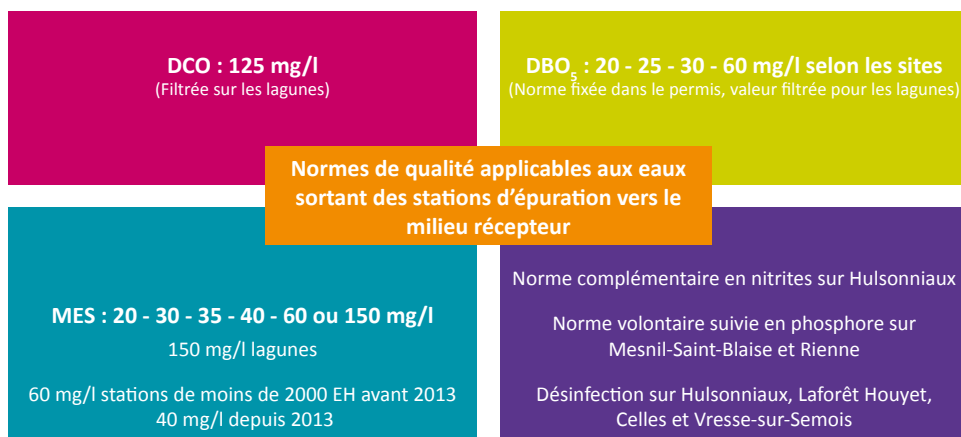 DCO : 125 mg/l
(Filtrée sur les lagunes)
DBO5 : 20 - 25 - 30 - 60 mg/l selon les sites
(Norme fixée dans le permis, valeur filtrée pour les lagunes)
Normes de qualité applicables aux eaux
sortant des stations d'épuration vers le
milieu récepteur
MES : 20 - 30 - 35 - 40 - 60 ou 150 mg/l
150 mg/l lagunes
60 mg/l stations de moins de 2000 EH avant 2013
40 mg/l depuis 2013
Norme complémentaire en nitrites sur Hulsonniaux
Norme volontaire suivie en phosphore sur
Mesnil-Saint-Blaise et Rienne
Désinfection sur Hulsonniaux, Laforêt Houyet,
Celles et Vresse-sur-Semois